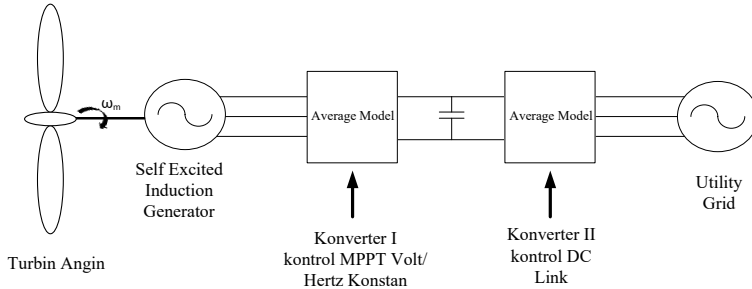 ωm
Average Model
Average Model
Self Excited
Induction
Generator
Utility
Grid
Turbin Angin
Konverter I
kontrol MPPT Volt/
Hertz Konstan
Konverter II
kontrol DC
Link